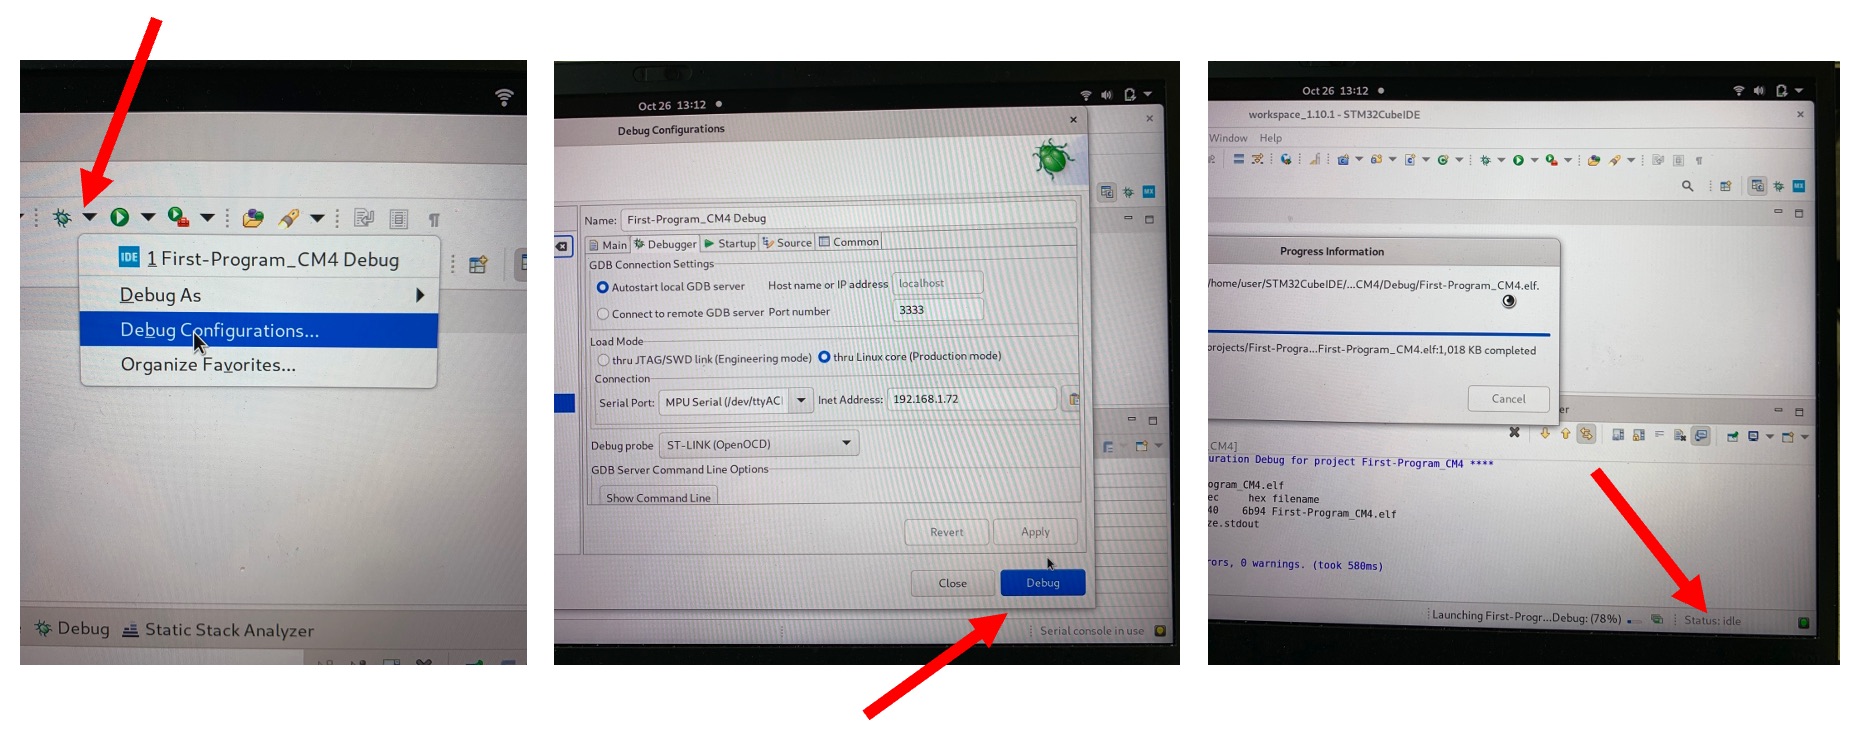 IDE 1 First-Program_CM4 Debug
Debug As
Debug Configurations...
Organize Favorites...
Debug Static Stack Analyzer
Oct 26 13:12
Debug Configurations
Name: First-Program_CM4 Debug
Main Debugger Startup Source Common
GDB Connection Settings
Autostart local GDB server Host name or IP address localhost
Connect to remote GDB server Port number 3333
Load Mode
thru JTAG/SWD link (Engineering mode) thru Linux core (Production mode)
Connection
Serial Port: MPU Serial (/dev/ttyAC Inet Address: 192.168.1.72
Debug probe ST-LINK (OpenOCD)
GDB Server Command Line Options
Show Command Line
Revert Apply
Close Debug
Serial console in use
MX
Oct 26 13:12
workspace_1.10.1 - STM32CubeIDE
Window Help
MX
Progress Information
/home/user/STM32CubeIDE/...CM4/Debug/First-Program_CM4.elf.
projects/First-Progra...First-Program_CM4.elf:1,018 KB completed
Cancel
er
_CM4]
uration Debug for project First-Program_CM4 ****
ogram_CM4.elf
ec hex filename
40 6b94 First-Program_CM4.elf
ze.stdout
rors, 0 warnings. (took 580ms)
Launching First-Progr...Debug: (78%) Status: idle